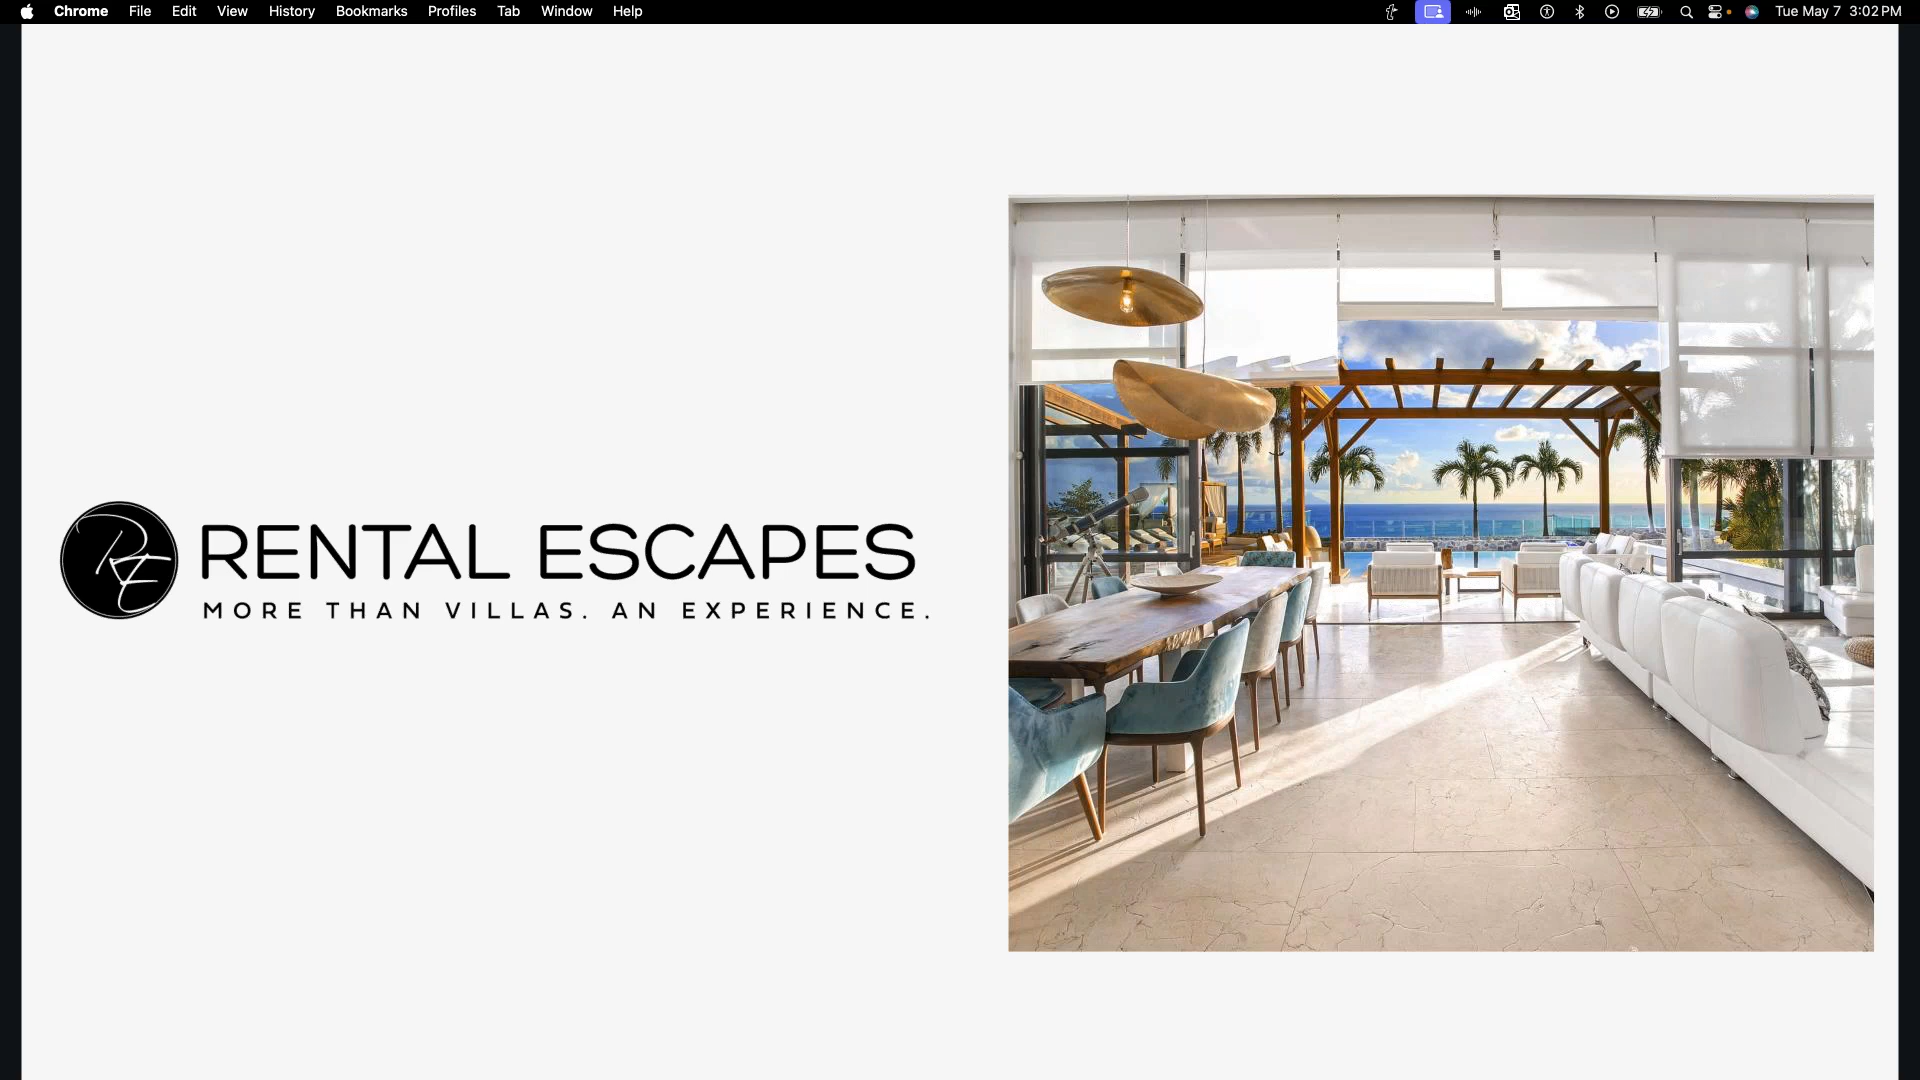 Chrome File Edit View History Bookmarks Profiles Tab Window Help Tue May 7 3:02 PM
RE RENTAL ESCAPES
MORE THAN VILLAS. AN EXPERIENCE.